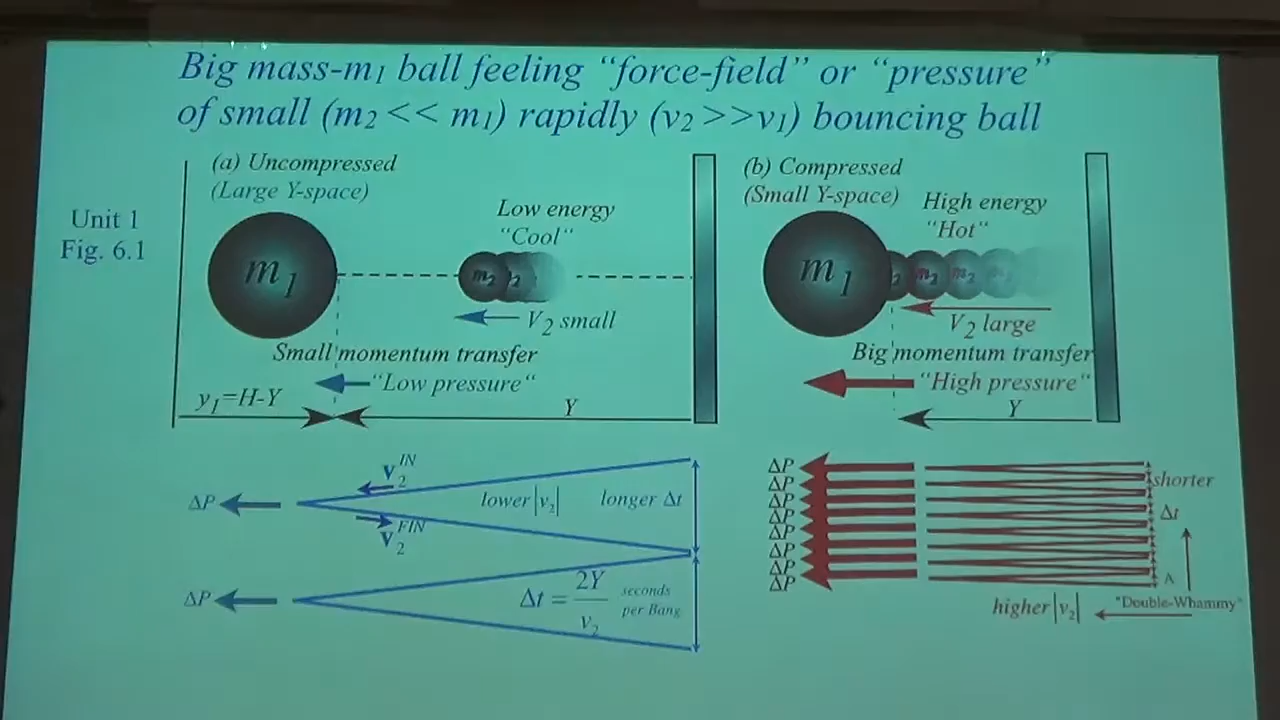 Big mass-m1 ball feeling "force-field" or "pressure"
of small (m2 << m1) rapidly (v2 >>v1) bouncing ball
Unit 1
Fig. 6.1
(a) Uncompressed
(Large Y-space)
Low energy
"Cool"
m1
m2
2
V2 small
Small momentum transfer
"Low pressure"
y1=H-Y
Y
(b) Compressed
(Small Y-space)
High energy
"Hot"
m1
2
m2
m2
V2 large
Big momentum transfer
"High pressure"
Y
ΔP
v2 IN
v2 FIN
lower |v2|
longer Δt
ΔP
Δt = 2Y / v2
seconds
per Bang
ΔP
ΔP
ΔP
ΔP
ΔP
ΔP
ΔP
ΔP
shorter
Δt
A
higher |v2|
"Double-Whammy"